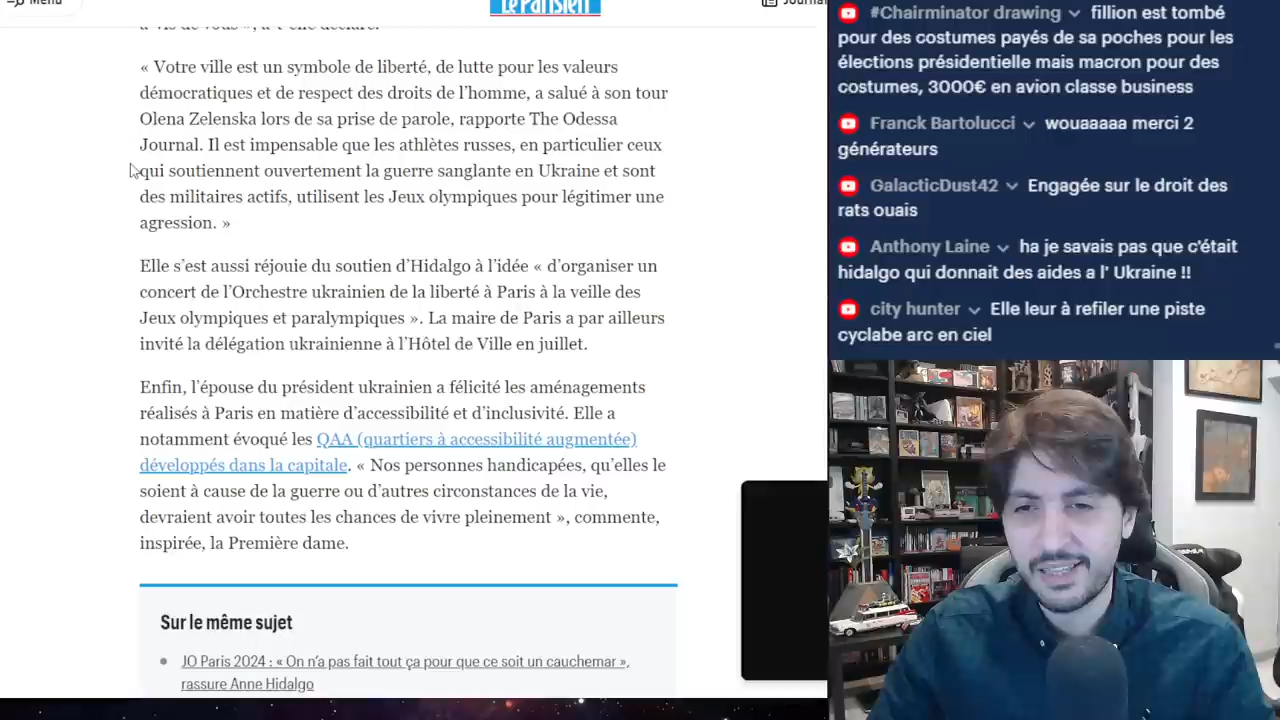 Menu
Le Parisien
Journal
à-vis de vous », a-t-elle déclaré.
« Votre ville est un symbole de liberté, de lutte pour les valeurs
démocratiques et de respect des droits de l’homme, a salué à son tour
Olena Zelenska lors de sa prise de parole, rapporte The Odessa
Journal. Il est impensable que les athlètes russes, en particulier ceux
qui soutiennent ouvertement la guerre sanglante en Ukraine et sont
des militaires actifs, utilisent les Jeux olympiques pour légitimer une
agression. »
Elle s’est aussi réjouie du soutien d’Hidalgo à l’idée « d’organiser un
concert de l’Orchestre ukrainien de la liberté à Paris à la veille des
Jeux olympiques et paralympiques ». La maire de Paris a par ailleurs
invité la délégation ukrainienne à l’Hôtel de Ville en juillet.
Enfin, l’épouse du président ukrainien a félicité les aménagements
réalisés à Paris en matière d’accessibilité et d’inclusivité. Elle a
notamment évoqué les QAA (quartiers à accessibilité augmentée)
développés dans la capitale. « Nos personnes handicapées, qu’elles le
soient à cause de la guerre ou d’autres circonstances de la vie,
devraient avoir toutes les chances de vivre pleinement », commente,
inspirée, la Première dame.
Sur le même sujet
JO Paris 2024 : « On n’a pas fait tout ça pour que ce soit un cauchemar »,
rassure Anne Hidalgo
#Chairminator drawing fillion est tombé
pour des costumes payés de sa poches pour les
élections présidentielle mais macron pour des
costumes, 3000€ en avion classe business
Franck Bartolucci wouaaaaa merci 2
générateurs
GalacticDust42 Engagée sur le droit des
rats ouais
Anthony Laine ha je savais pas que c'était
hidalgo qui donnait des aides a l' Ukraine !!
city hunter Elle leur à refiler une piste
cyclabe arc en ciel